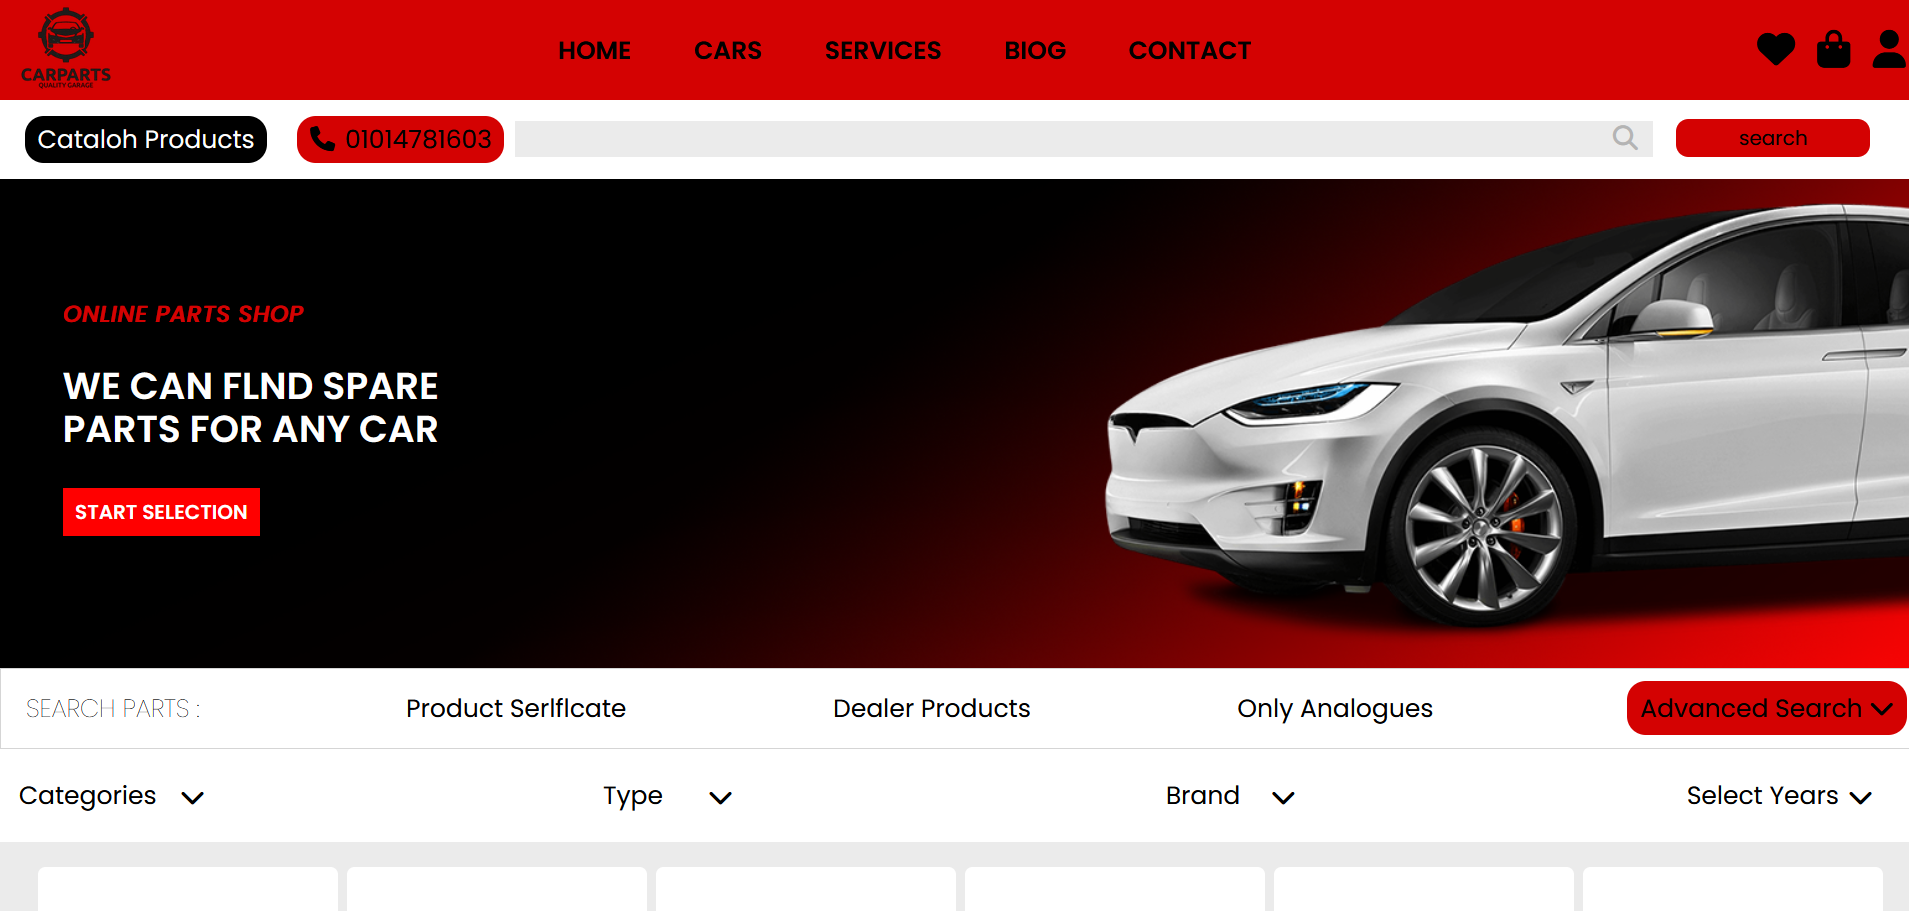 CARPARTS
QUALITY GARAGE
HOME CARS SERVICES BIOG CONTACT
Cataloh Products 01014781603 search
ONLINE PARTS SHOP
WE CAN FLND SPARE
PARTS FOR ANY CAR
START SELECTION
SEARCH PARTS : Product Serlflcate Dealer Products Only Analogues Advanced Search
Categories Type Brand Select Years